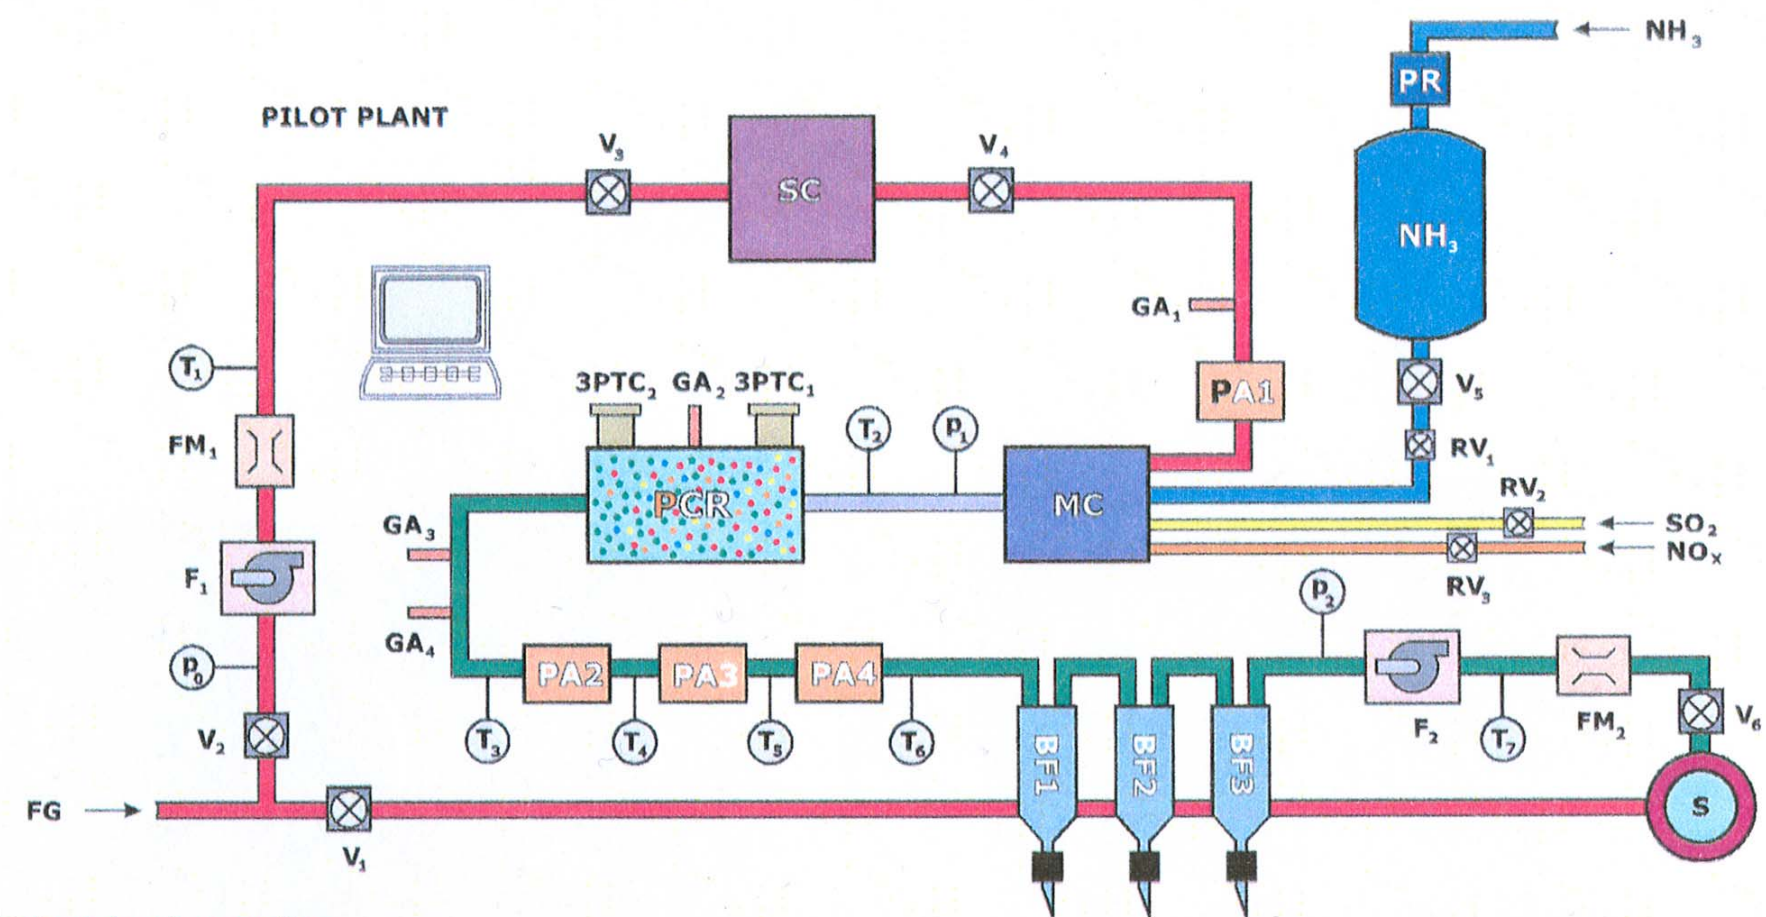 NH₃
PR
PILOT PLANT
V₃
V₄
SC
NH₃
GA₁
T₁
3PTC₂ GA₂ 3PTC₁
PA1
V₅
FM₁
T₂
p₁
RV₁
PCR
MC
RV₂
GA₃
SO₂
NOₓ
F₁
RV₃
p₂
GA₄
p₀
PA2
PA3
PA4
V₂
T₃
T₄
T₅
T₆
BF1
BF2
BF3
F₂
T₇
FM₂
V₆
FG
S
V₁